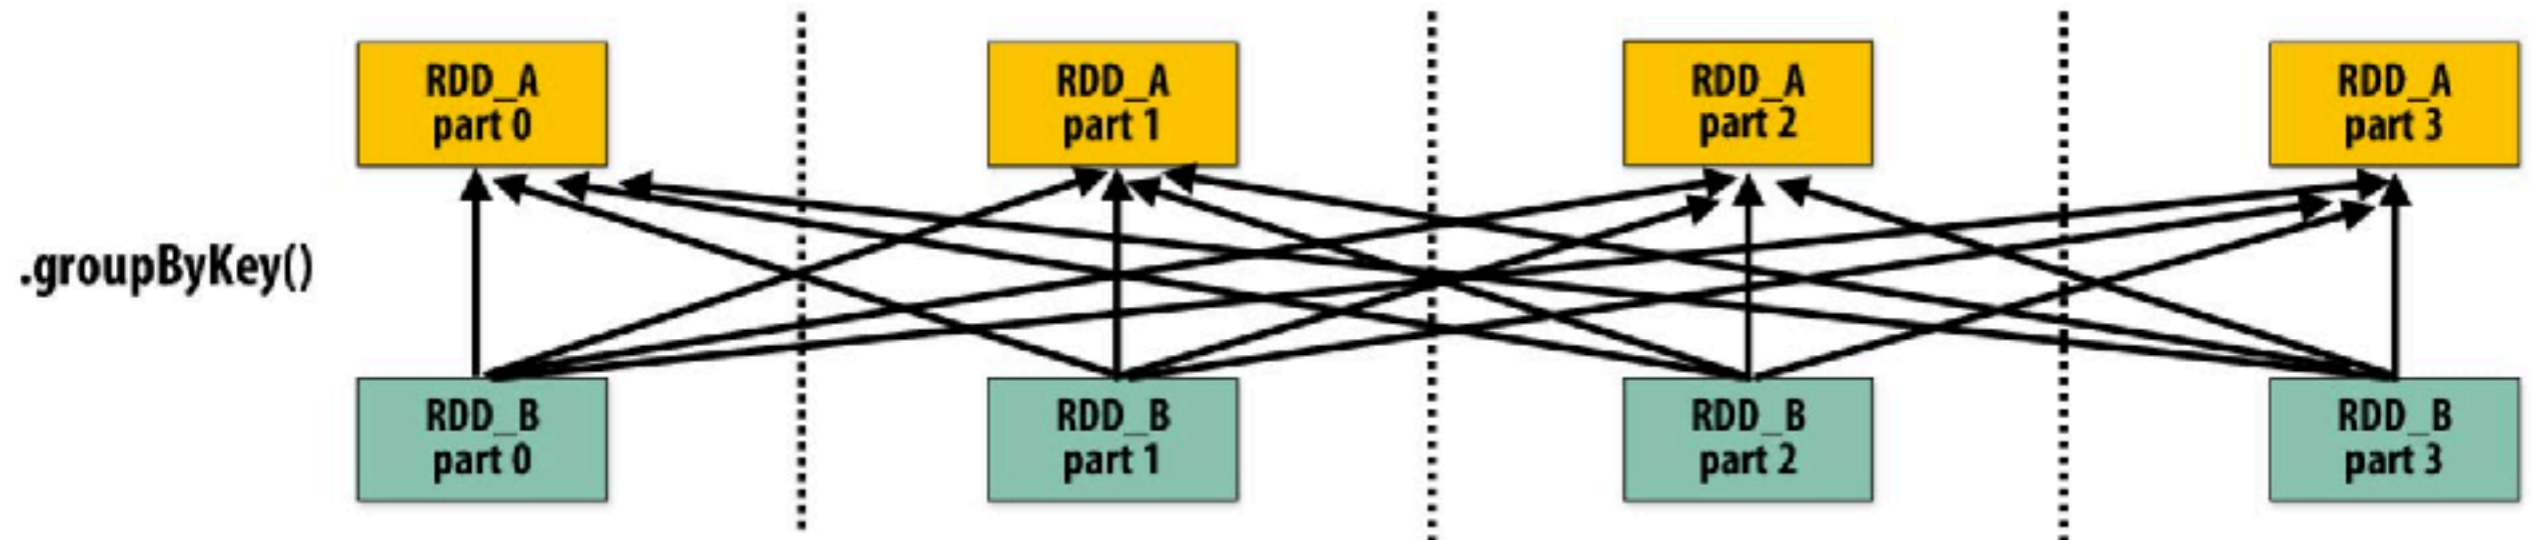 RDD_A
part 0
RDD_A
part 1
RDD_A
part 2
RDD_A
part 3
.groupByKey()
RDD_B
part 0
RDD_B
part 1
RDD_B
part 2
RDD_B
part 3